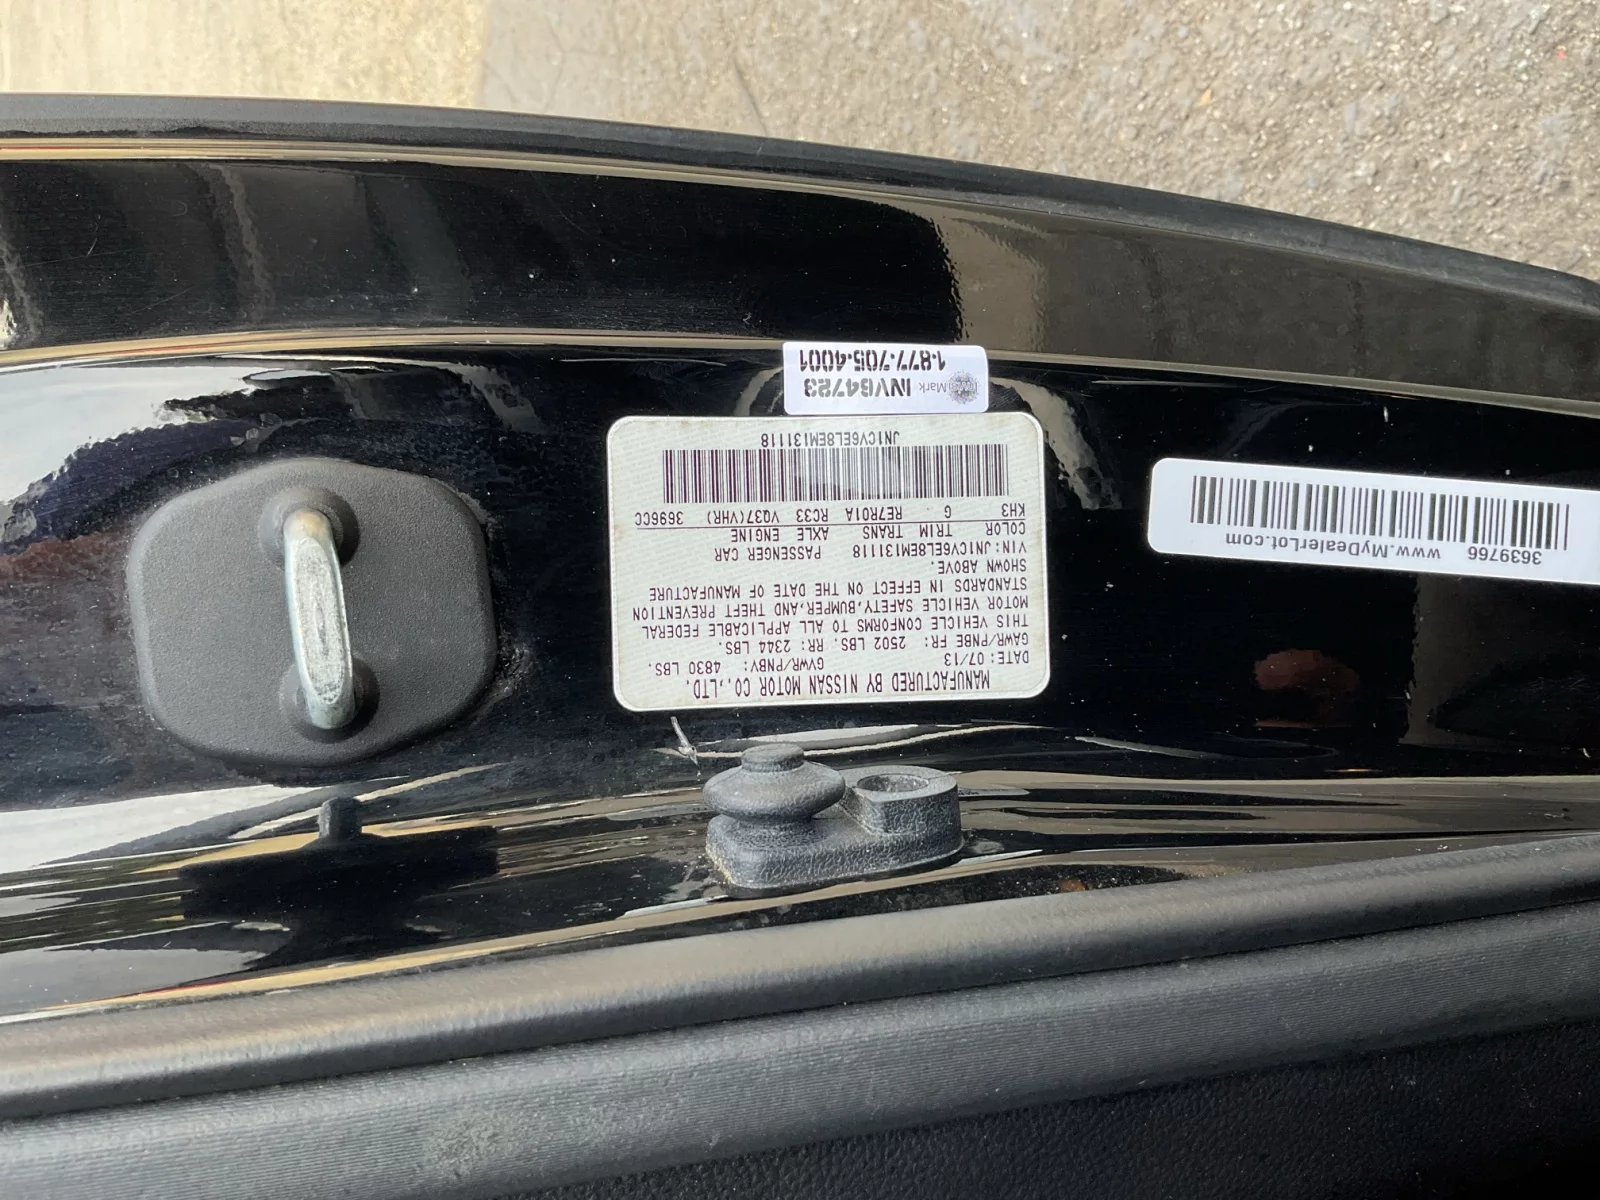 MANUFACTURED BY NISSAN MOTOR CO.,LTD.
DATE: 07/13 GVWR/PNBV: 4830 LBS.
GAWR/PNBE FR: 2502 LBS. RR: 2344 LBS.
THIS VEHICLE CONFORMS TO ALL APPLICABLE FEDERAL
MOTOR VEHICLE SAFETY,BUMPER,AND THEFT PREVENTION
STANDARDS IN EFFECT ON THE DATE OF MANUFACTURE
SHOWN ABOVE.
VIN: JN1CV6EL8EM131118 PASSENGER CAR
COLOR TRIM TRANS AXLE ENGINE
KH3 G RE7R01A RC33 VQ37(VHR) 3696CC
JN1CV6EL8EM131118
INV64723
1-877-705-4001
3639766 www.MyDealerLot.com